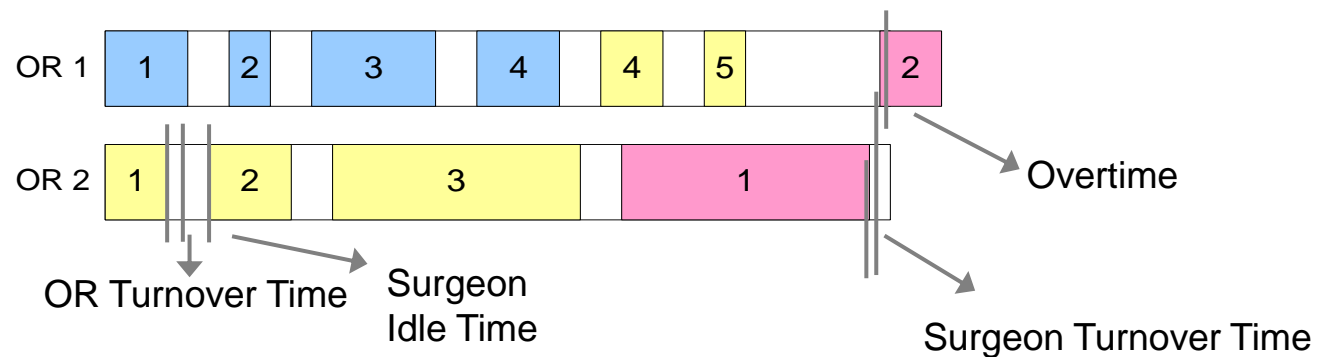 OR 1 1 2 3 4 4 5 2
OR 2 1 2 3 1
Overtime
OR Turnover Time
Surgeon
Idle Time
Surgeon Turnover Time